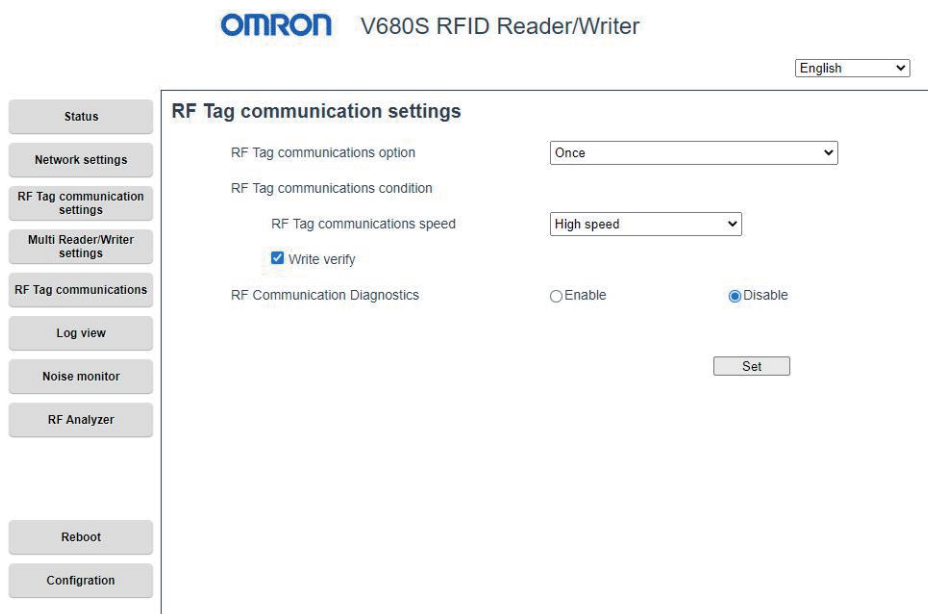 OMRON V680S RFID Reader/Writer
English
Status
Network settings
RF Tag communication
settings
Multi Reader/Writer
settings
RF Tag communications
Log view
Noise monitor
RF Analyzer
Reboot
Configration
RF Tag communication settings
RF Tag communications option Once
RF Tag communications condition
RF Tag communications speed High speed
Write verify
RF Communication Diagnostics Enable Disable
Set